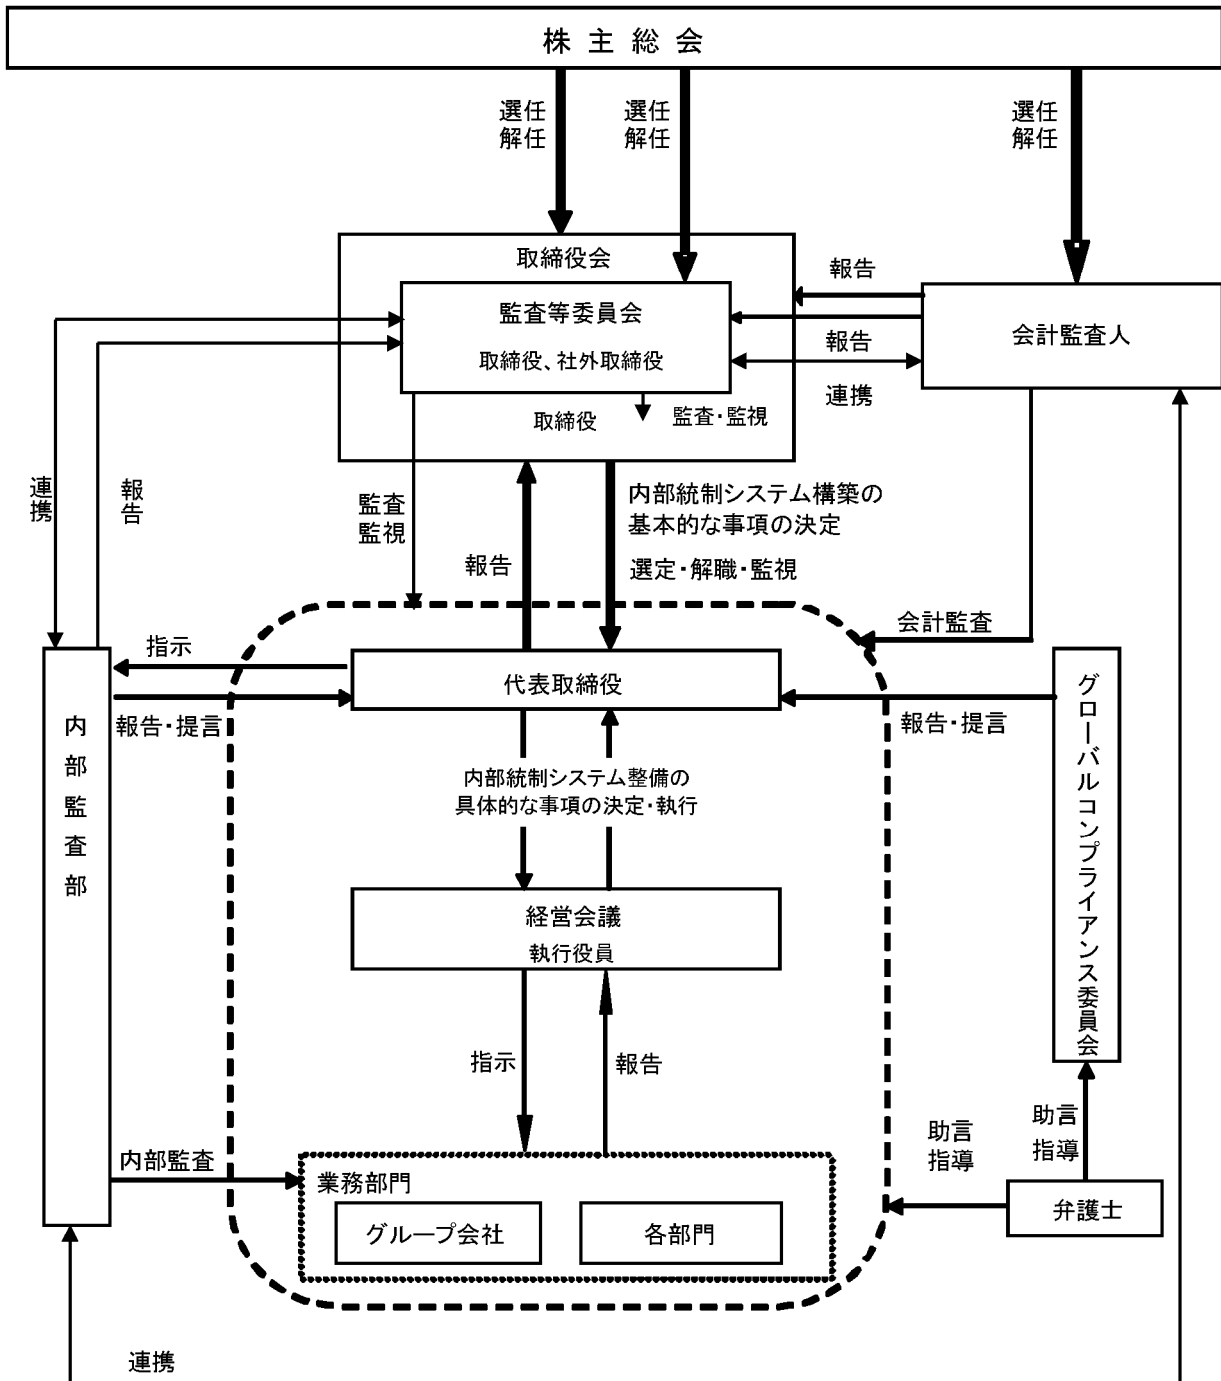 株主総会
選任
解任
選任
解任
選任
解任
取締役会
監査等委員会
取締役、社外取締役
取締役
監査・監視
報告
報告
連携
会計監査人
連携
報告
監査
監視
報告
内部統制システム構築の
基本的な事項の決定
選定・解職・監視
会計監査
指示
報告・提言
代表取締役
報告・提言
内部監査部
グローバルコンプライアンス委員会
内部統制システム整備の
具体的な事項の決定・執行
経営会議
執行役員
指示
報告
助言
指導
助言
指導
内部監査
業務部門
グループ会社
各部門
弁護士
連携